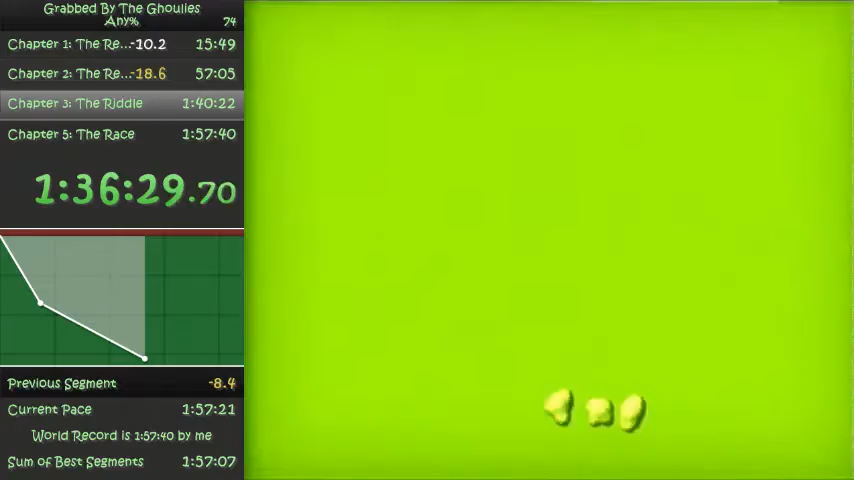 Grabbed By The Ghoulies
Any% 74
Chapter 1: The Re...-10.2 15:49
Chapter 2: The Re...-18.6 57:05
Chapter 3: The Riddle 1:40:22
Chapter 5: The Race 1:57:40
1:36:29.70
Previous Segment -8.4
Current Pace 1:57:21
World Record is 1:57:40 by me
Sum of Best Segments 1:57:07